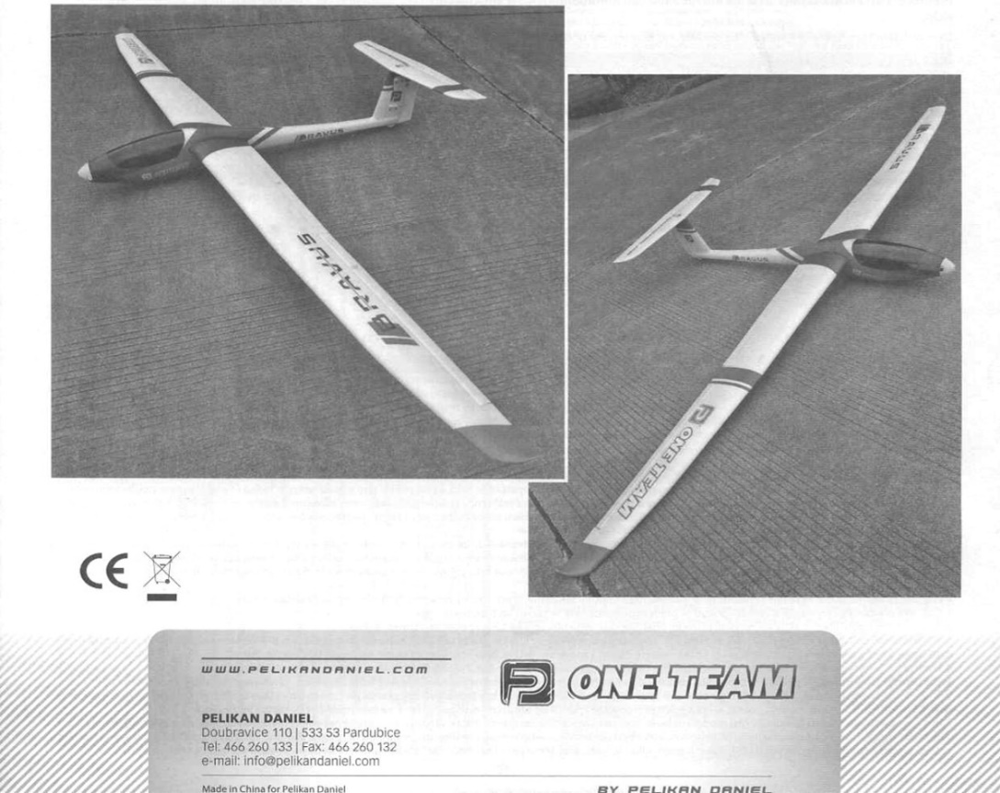 BRAVUS
BRAVUS
BRAVUS
BRAVUS
BRAVUS
ONE TEAM
CE
WWW.PELIKANDANIEL.COM
ONE TEAM
PELIKAN DANIEL
Doubravice 110 | 533 53 Pardubice
Tel: 466 260 133 | Fax: 466 260 132
e-mail: info@pelikandaniel.com
Made in China for Pelikan Daniel
BY PELIKAN DANIEL